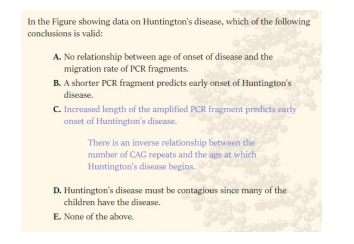 In the Figure showing data on Huntington's disease, which of the following
conclusions is valid:
A. No relationship between age of onset of disease and the
migration rate of PCR fragments.
B. A shorter PCR fragment predicts early onset of Huntington's
disease.
C. Increased length of the amplified PCR fragment predicts early
onset of Huntington's disease.
There is an inverse relationship between the
number of CAG repeats and the age at which
Huntington's disease begins.
D. Huntington's disease must be contagious since many of the
children have the disease.
E. None of the above.